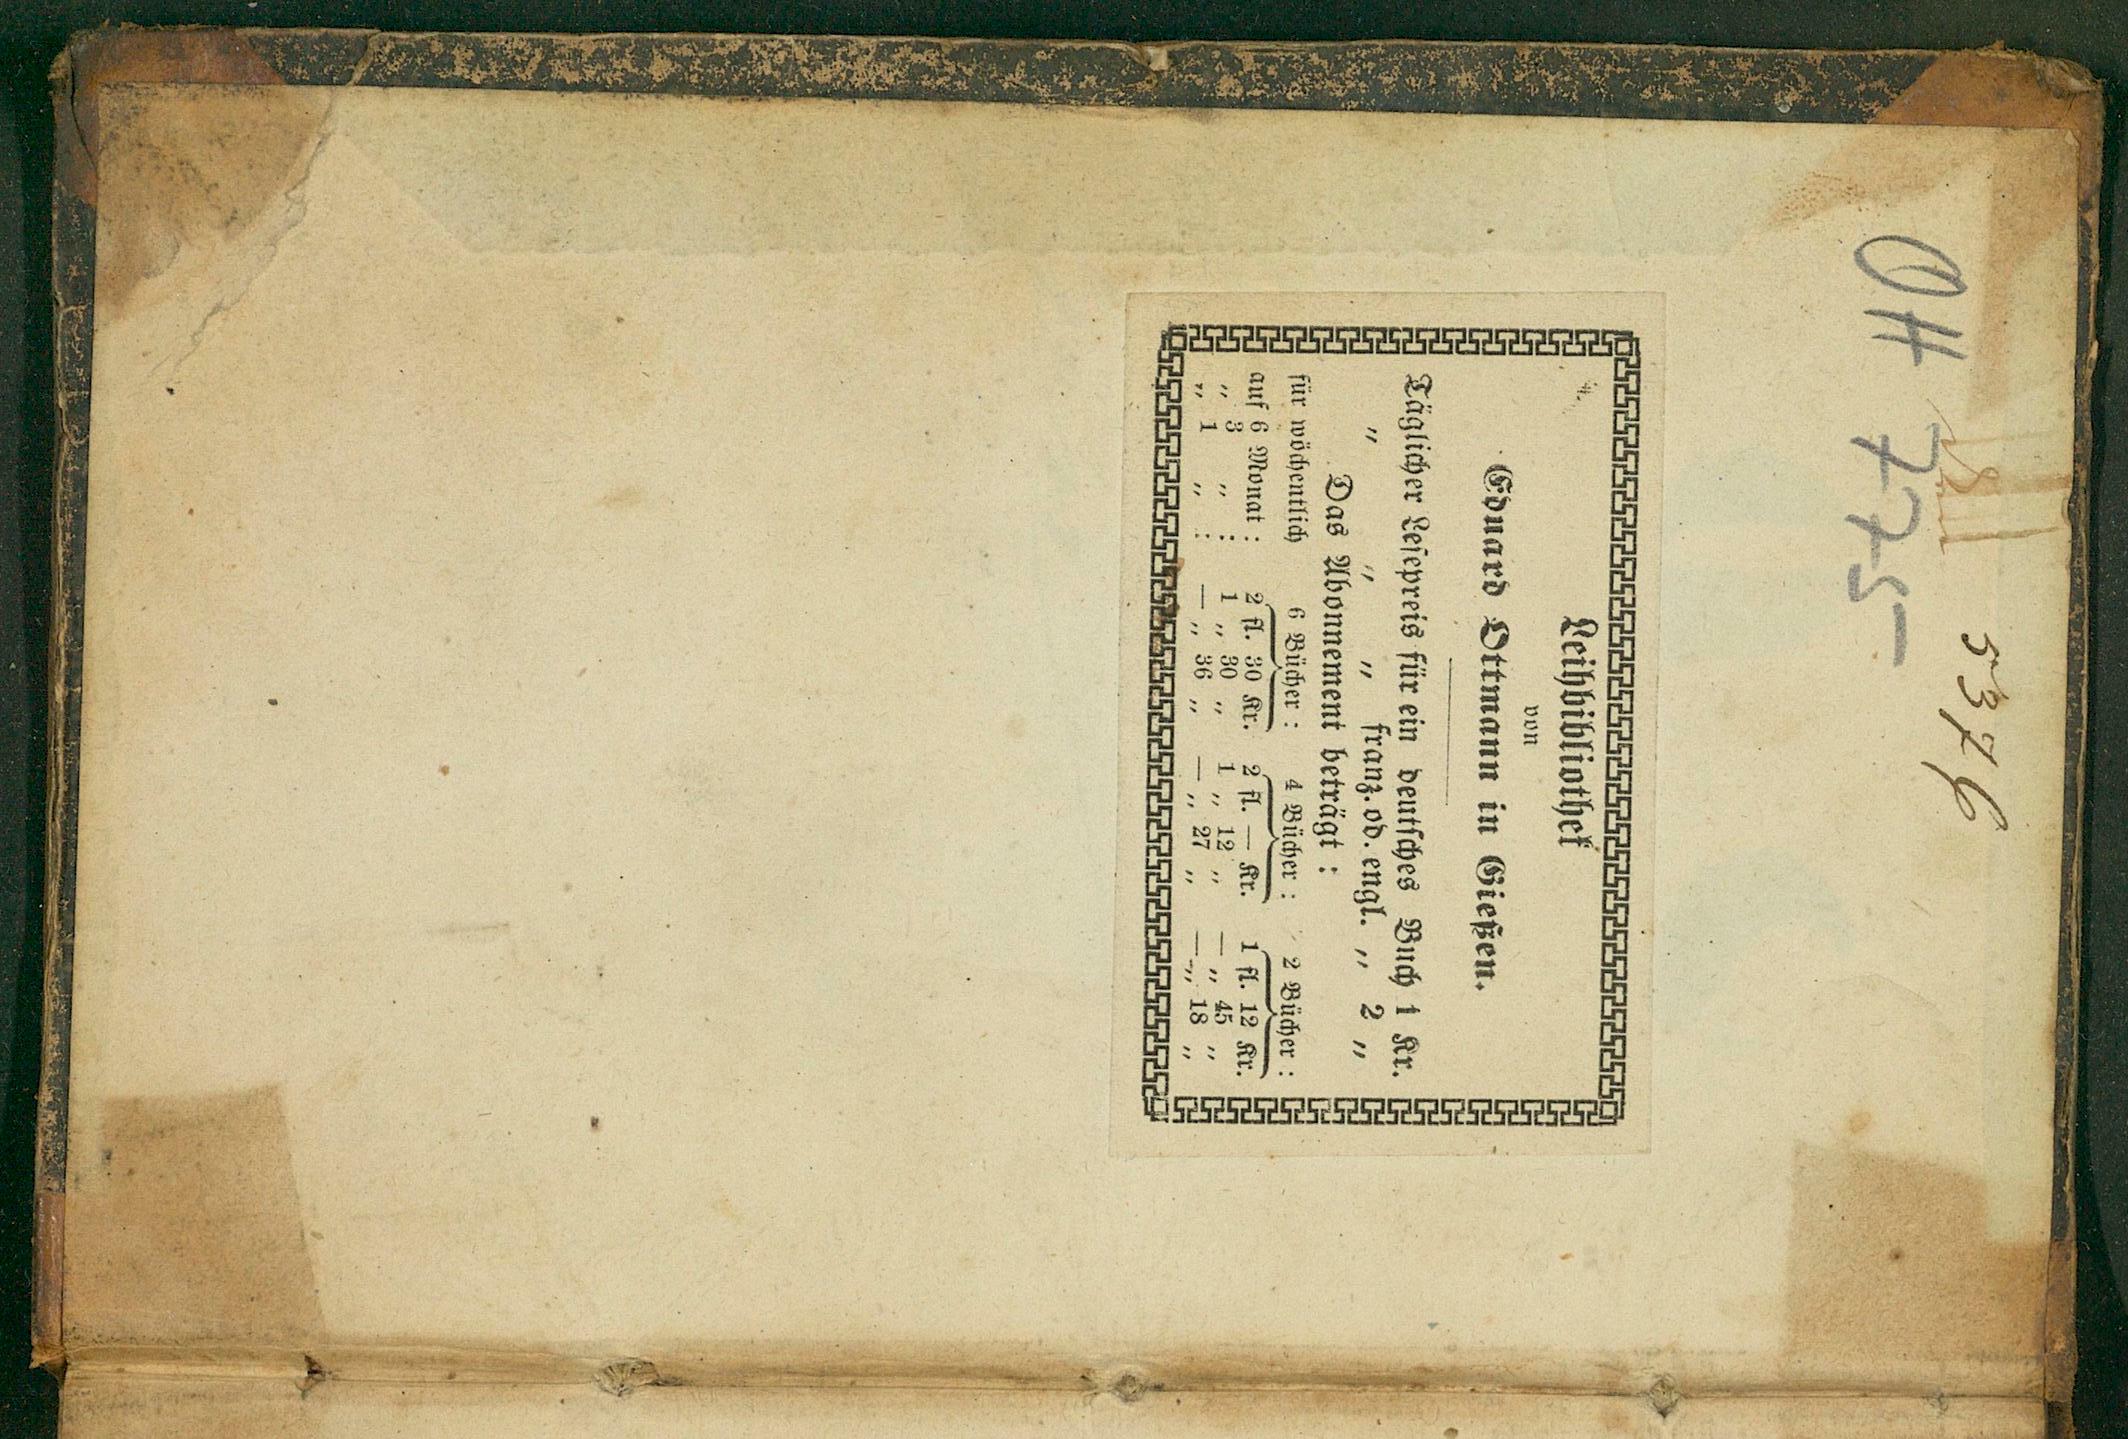 5376
OH 775-
Leihbibliothek
von
Eduard Ottmann in Gießen.
Täglicher Lesepreis für ein deutsches Buch 1 Kr.
" " " franz. od. engl. " 2 "
Das Abonnement beträgt :
für wöchentlich 6 Bücher : 4 Bücher : 2 Bücher :
auf 6 Monat : 2 fl. 30 Kr. 2 fl. — Kr. 1 fl. 12 Kr.
" 3 " : 1 " 30 " 1 " 12 " — " 45 "
" 1 " : — " 36 " — " 27 " — " 18 "